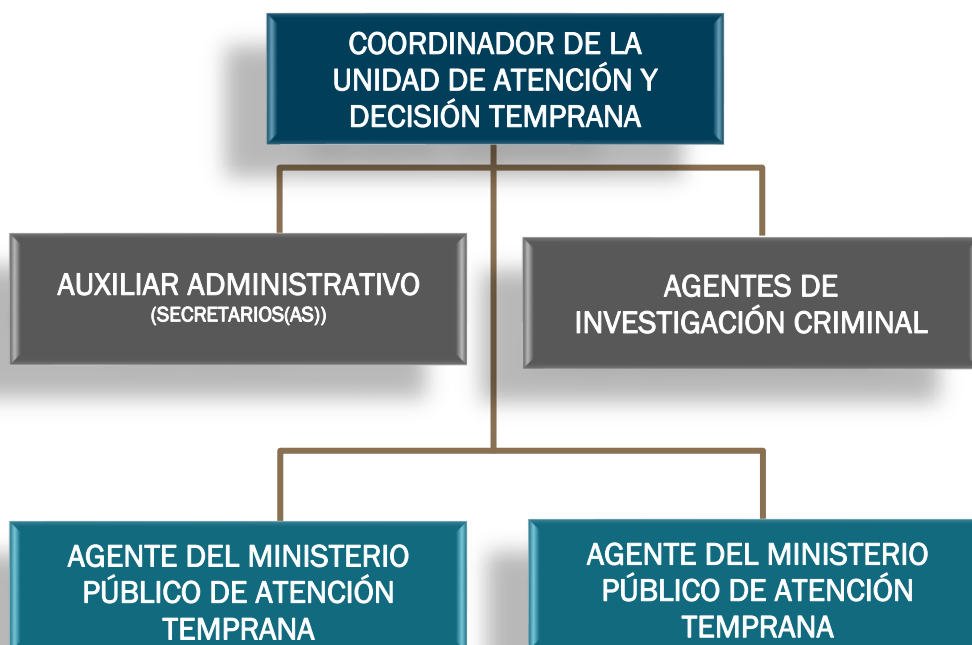 COORDINADOR DE LA
UNIDAD DE ATENCIÓN Y
DECISIÓN TEMPRANA
AUXILIAR ADMINISTRATIVO
(SECRETARIOS(AS))
AGENTES DE
INVESTIGACIÓN CRIMINAL
AGENTE DEL MINISTERIO
PÚBLICO DE ATENCIÓN
TEMPRANA
AGENTE DEL MINISTERIO
PÚBLICO DE ATENCIÓN
TEMPRANA